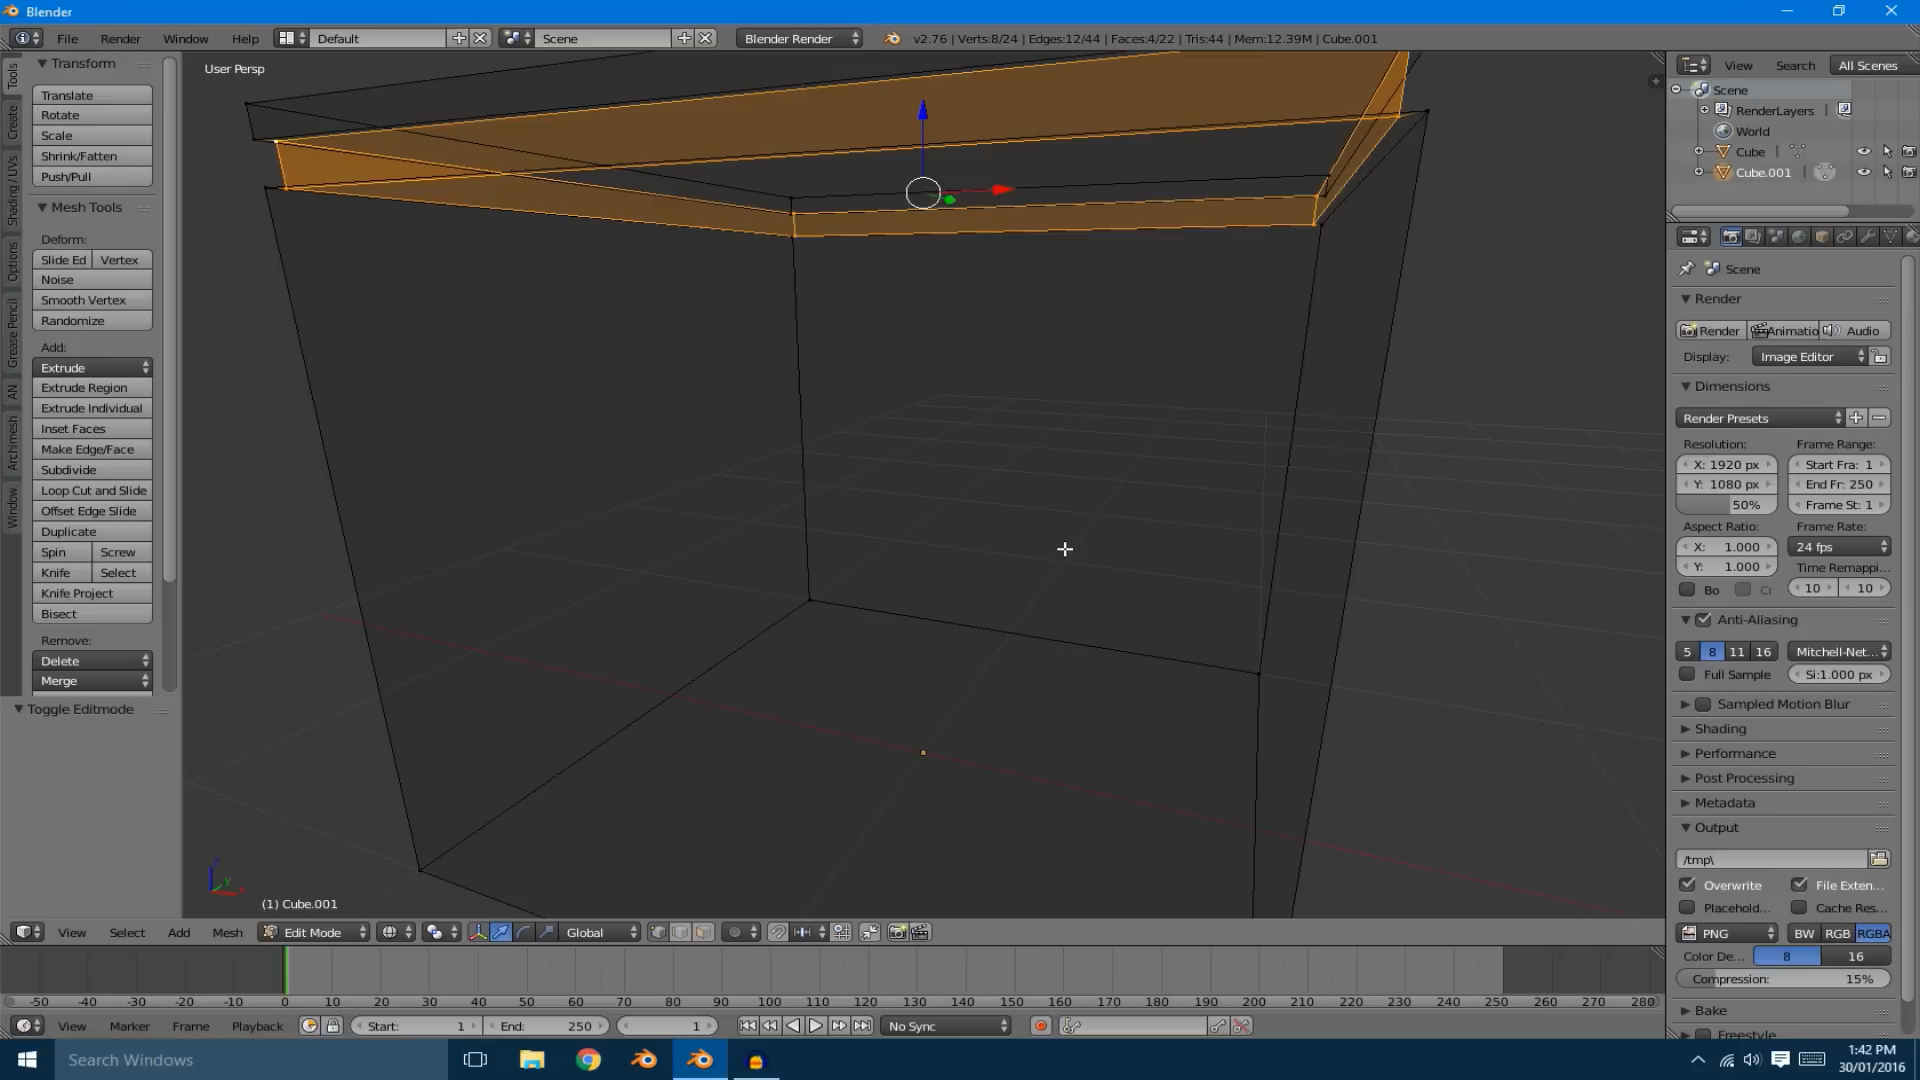 Blender
File Render Window Help Default Scene Blender Render v2.76 | Verts:8/24 | Edges:12/44 | Faces:4/22 | Tris:44 | Mem:12.39M | Cube.001
Tools
Create
Shading / UVs
Options
Grease Pencil
AN
Archimesh
Window
Transform
Translate
Rotate
Scale
Shrink/Fatten
Push/Pull
Mesh Tools
Deform:
Slide Ed Vertex
Noise
Smooth Vertex
Randomize
Add:
Extrude
Extrude Region
Extrude Individual
Inset Faces
Make Edge/Face
Subdivide
Loop Cut and Slide
Offset Edge Slide
Duplicate
Spin Screw
Knife Select
Knife Project
Bisect
Remove:
Delete
Merge
Toggle Editmode
User Persp
z
y
x
(1) Cube.001
View Select Add Mesh Edit Mode Global
-50 -40 -30 -20 -10 0 10 20 30 40 50 60 70 80 90 100 110 120 130 140 150 160 170 180 190 200 210 220 230 240 250 260 270 280
View Marker Frame Playback Start: 1 End: 250 1 No Sync
View Search All Scenes
Scene
RenderLayers
World
Cube
Cube.001
Scene
Render
Render Animatio Audio
Display: Image Editor
Dimensions
Render Presets
Resolution: Frame Range:
X: 1920 px Start Fra: 1
Y: 1080 px End Fr: 250
50% Frame St: 1
Aspect Ratio: Frame Rate:
X: 1.000 24 fps
Y: 1.000 Time Remappi...
Bo Cr 10 10
Anti-Aliasing
5 8 11 16 Mitchell-Net...
Full Sample Si:1.000 px
Sampled Motion Blur
Shading
Performance
Post Processing
Metadata
Output
/tmp\
Overwrite File Exten...
Placehold... Cache Res...
PNG BW RGB RGBA
Color De... 8 16
Compression: 15%
Bake
Freestyle
Search Windows
1:42 PM
30/01/2016